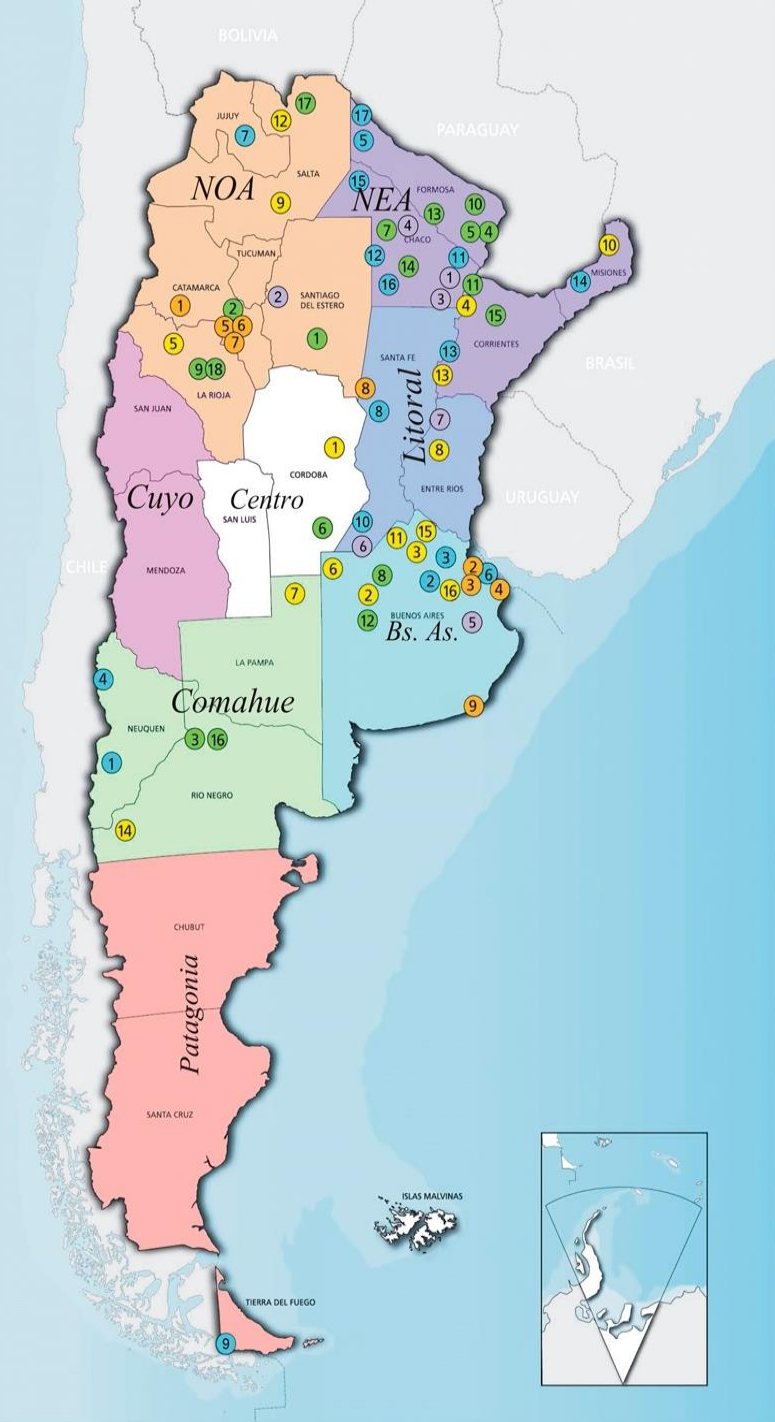 BOLIVIA
17
JUJUY
12
17
7
5
PARAGUAY
SALTA
15
NOA
NEA
FORMOSA
9
10
13
4
7
5
4
CHACO
10
TUCUMAN
12
11
14
MISIONES
1
14
16
11
CATAMARCA
2
SANTIAGO
DEL ESTERO
3
1
2
4
15
5
6
5
7
1
CORRIENTES
13
SANTA FE
BRASIL
9
18
13
8
LA RIOJA
SAN JUAN
8
Litoral
7
1
8
CORDOBA
ENTRE RIOS
Cuyo
Centro
URUGUAY
SAN LUIS
10
6
15
11
6
3
3
CHILE
MENDOZA
6
2
6
8
2
3
7
2
16
4
12
BUENOS AIRES
5
Bs. As.
LA PAMPA
4
Comahue
9
NEUQUEN
3
16
1
RIO NEGRO
14
CHUBUT
Patagonia
SANTA CRUZ
ISLAS MALVINAS
TIERRA DEL FUEGO
9